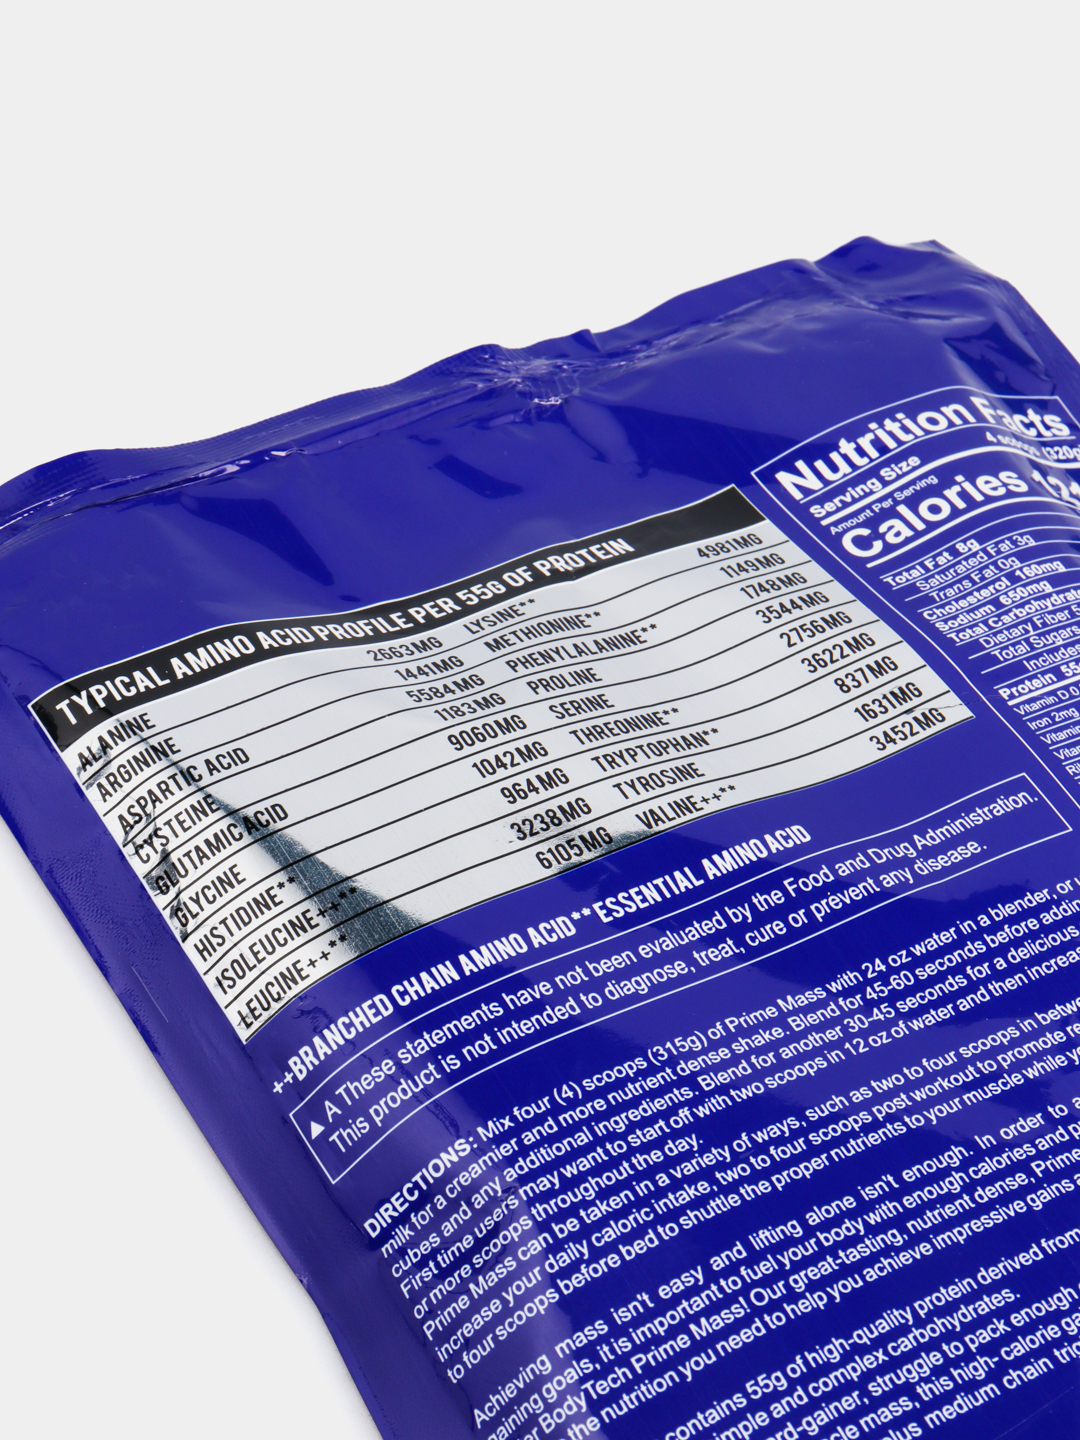 TYPICAL AMINO ACID PROFILE PER 55G OF PROTEIN
ALANINE 2663MG LYSINE** 4981MG
ARGININE 1441MG METHIONINE** 1149MG
ASPARTIC ACID 5584MG PHENYLALANINE** 1748MG
CYSTEINE 1183MG PROLINE 3544MG
GLUTAMIC ACID 9060MG SERINE 2756MG
GLYCINE 1042MG THREONINE** 3622MG
HISTIDINE** 964MG TRYPTOPHAN** 837MG
ISOLEUCINE++** 3238MG TYROSINE 1631MG
LEUCINE++** 6105MG VALINE++** 3452MG
++BRANCHED CHAIN AMINO ACID** ESSENTIAL AMINO ACID
▲ A These statements have not been evaluated by the Food and Drug Administration.
This product is not intended to diagnose, treat, cure or prevent any disease.
DIRECTIONS: Mix four (4) scoops (315g) of Prime Mass with 24 oz water in a blender, or
milk for a creamier and more nutrient dense shake. Blend for 45-60 seconds before adding
cubes and any additional ingredients. Blend for another 30-45 seconds for a delicious
First time users may want to start off with two scoops in 12 oz of water and then increase
or more scoops throughout the day.
Prime Mass can be taken in a variety of ways, such as two to four scoops in
increase your daily caloric intake, two to four scoops post workout to promote
to four scoops before bed to shuttle the proper nutrients to your muscle while
Achieving mass isn't easy and lifting alone isn't enough. In order to
gaining goals, it is important to fuel your body with enough calories and
BodyTech Prime Mass! Our great-tasting, nutrient dense, Prime
the nutrition you need to help you achieve impressive gains
contains 55g of high-quality protein derived from
simple and complex carbohydrates.
struggle to pack enough
mass, this high-calorie
plus medium chain
Nutrition Facts
Serving Size 4 (320g
Amount Per Serving
Calories
Total Fat 8g
Saturated Fat 3g
Trans Fat 0g
Cholesterol 160mg
Sodium 650mg
Total Carbohydrate
Dietary Fiber
Total Sugars
Includes
Protein
Vitamin D
Iron 2mg